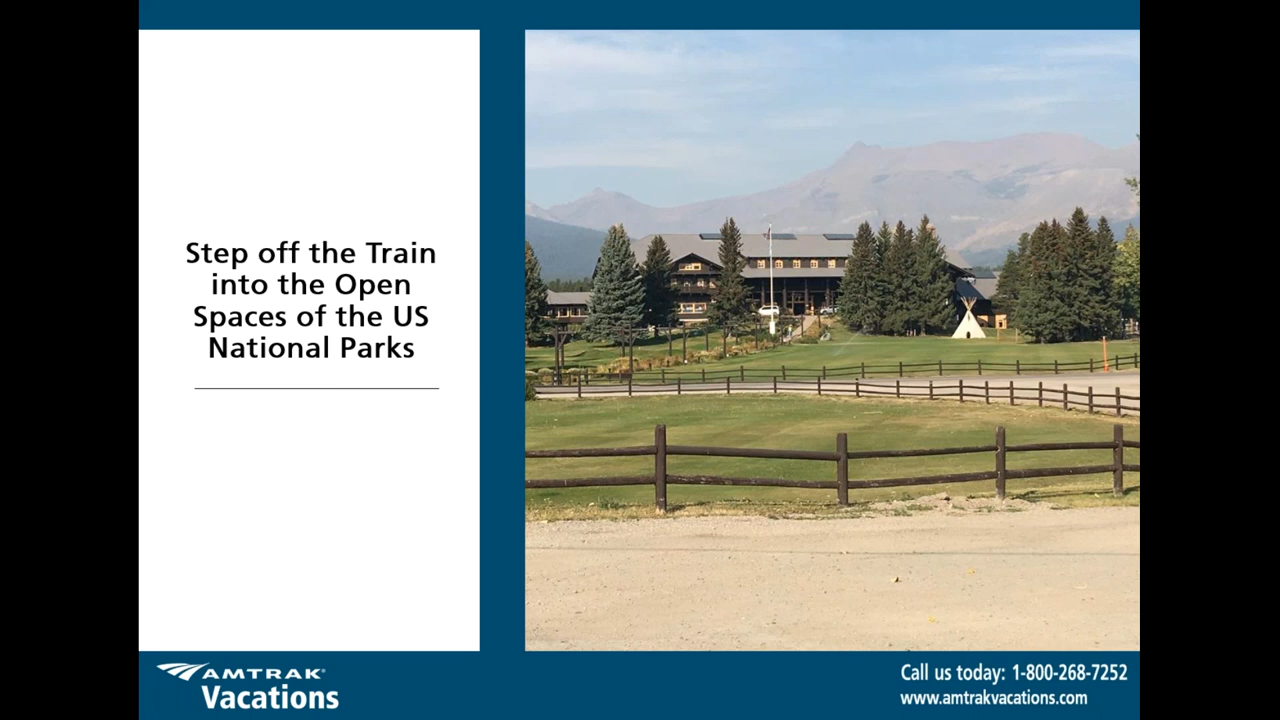 Step off the Train
into the Open
Spaces of the US
National Parks
AMTRAK®
Vacations
Call us today: 1-800-268-7252
www.amtrakvacations.com